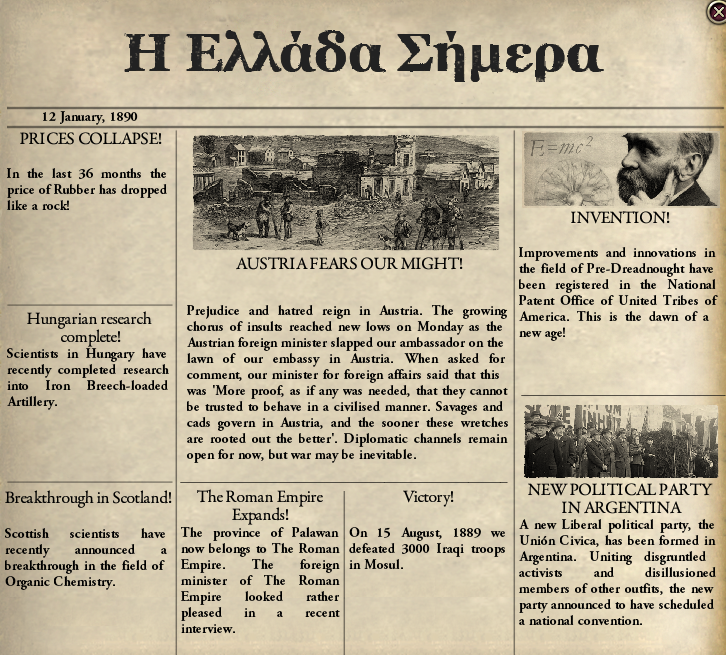 Η Ελλάδα Σήμερα
12 January, 1890
PRICES COLLAPSE!
In the last 36 months the
price of Rubber has dropped
like a rock!
Hungarian research
complete!
Scientists in Hungary have
recently completed research
into Iron Breech-loaded
Artillery.
Breakthrough in Scotland!
Scottish scientists have
recently announced a
breakthrough in the field of
Organic Chemistry.
AUSTRIA FEARS OUR MIGHT!
Prejudice and hatred reign in Austria. The growing
chorus of insults reached new lows on Monday as the
Austrian foreign minister slapped our ambassador on the
lawn of our embassy in Austria. When asked for
comment, our minister for foreign affairs said that this
was 'More proof, as if any was needed, that they cannot
be trusted to behave in a civilised manner. Savages and
cads govern in Austria, and the sooner these wretches
are rooted out the better'. Diplomatic channels remain
open for now, but war may be inevitable.
The Roman Empire
Expands!
The province of Palawan
now belongs to The Roman
Empire. The foreign
minister of The Roman
Empire looked rather
pleased in a recent
interview.
Victory!
On 15 August, 1889 we
defeated 3000 Iraqi troops
in Mosul.
E=mc²
INVENTION!
Improvements and innovations in
the field of Pre-Dreadnought have
been registered in the National
Patent Office of United Tribes of
America. This is the dawn of a
new age!
NEW POLITICAL PARTY
IN ARGENTINA
A new Liberal political party, the
Unión Civica, has been formed in
Argentina. Uniting disgruntled
activists and disillusioned
members of other outfits, the new
party announced to have scheduled
a national convention.